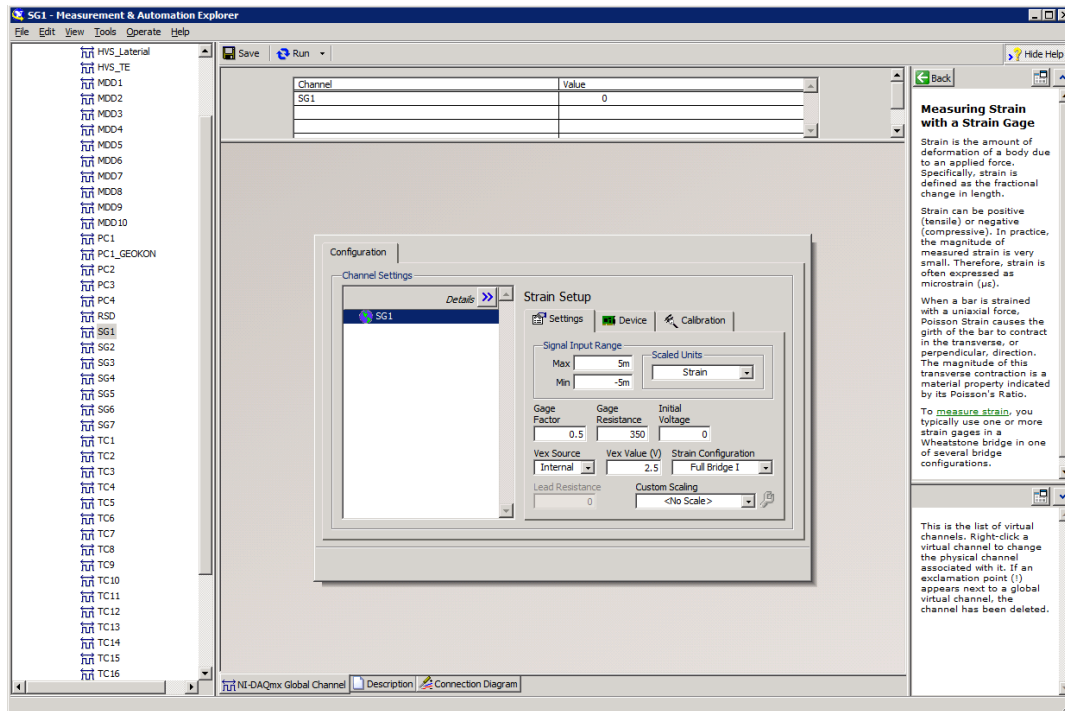 SG1 - Measurement & Automation Explorer
File Edit View Tools Operate Help
HVS_Laterial
HVS_TE
MDD1
MDD2
MDD3
MDD4
MDD5
MDD6
MDD7
MDD8
MDD9
MDD10
PC1
PC1_GEOKON
PC2
PC3
PC4
RSD
SG1
SG2
SG3
SG4
SG5
SG6
SG7
TC1
TC2
TC3
TC4
TC5
TC6
TC7
TC8
TC9
TC10
TC11
TC12
TC13
TC14
TC15
TC16
Save Run Hide Help
Channel Value
SG1 0
Configuration
Channel Settings
Details
SG1
Strain Setup
Settings Device Calibration
Signal Input Range
Max 5m
Min -5m
Scaled Units
Strain
Gage Factor
0.5
Gage Resistance
350
Initial Voltage
0
Vex Source
Internal
Vex Value (V)
2.5
Strain Configuration
Full Bridge I
Lead Resistance
0
Custom Scaling
<No Scale>
NI-DAQmx Global Channel Description Connection Diagram
Back
Measuring Strain
with a Strain Gage
Strain is the amount of
deformation of a body due
to an applied force.
Specifically, strain is
defined as the fractional
change in length.
Strain can be positive
(tensile) or negative
(compressive). In practice,
the magnitude of
measured strain is very
small. Therefore, strain is
often expressed as
microstrain (µε).
When a bar is strained
with a uniaxial force,
Poisson Strain causes the
girth of the bar to contract
in the transverse, or
perpendicular, direction.
The magnitude of this
transverse contraction is a
material property indicated
by its Poisson's Ratio.
To measure strain, you
typically use one or more
strain gages in a
Wheatstone bridge in one
of several bridge
configurations.
This is the list of virtual
channels. Right-click a
virtual channel to change
the physical channel
associated with it. If an
exclamation point (!)
appears next to a global
virtual channel, the
channel has been deleted.